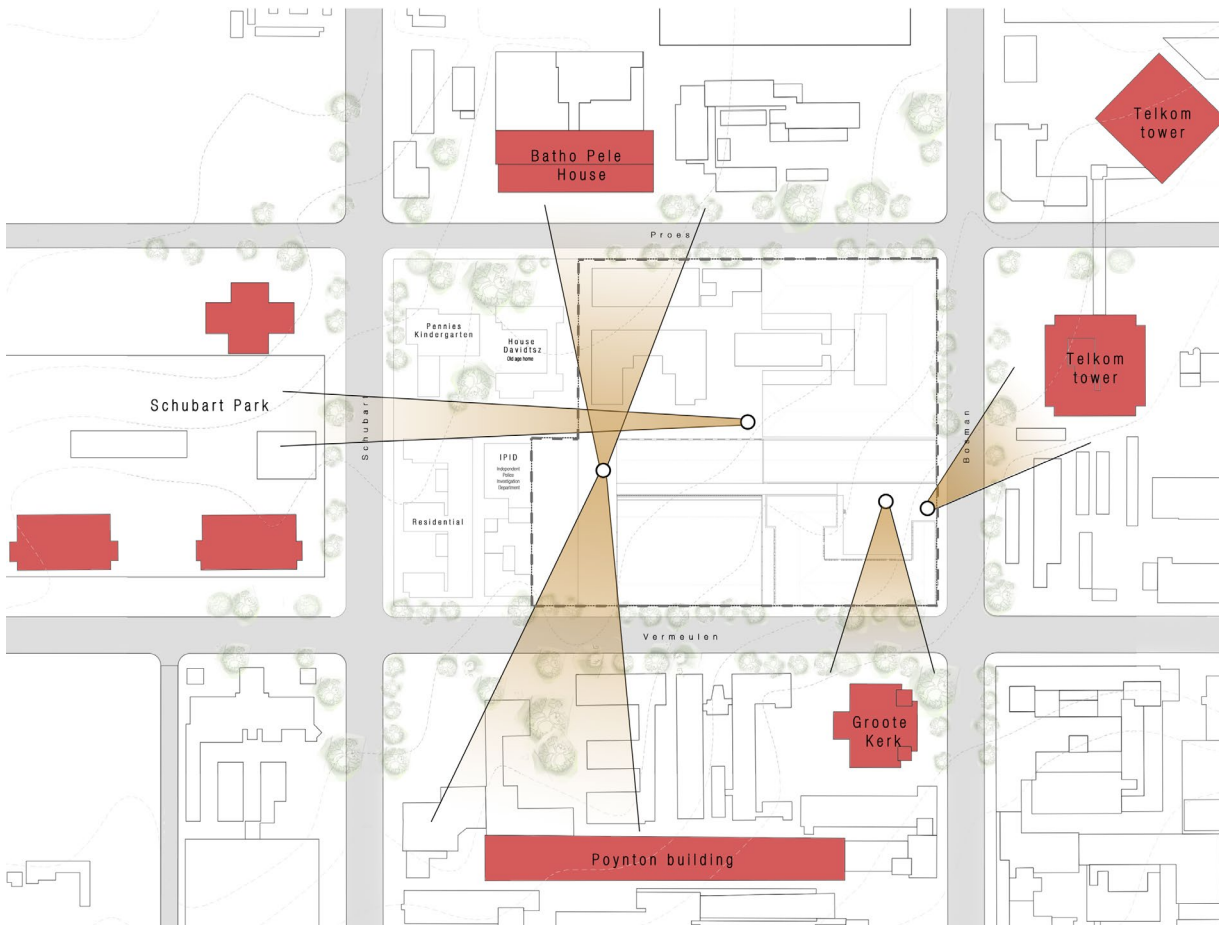 Telkom
tower
Batho Pele
House
Proes
Pennies
Kindergarten
House
Davidtsz
Old age home
Telkom
tower
Schubart Park
Schubart
Bosman
IPID
Independent
Police
Investigation
Department
Residential
Vermeulen
Groote
Kerk
Poynton building